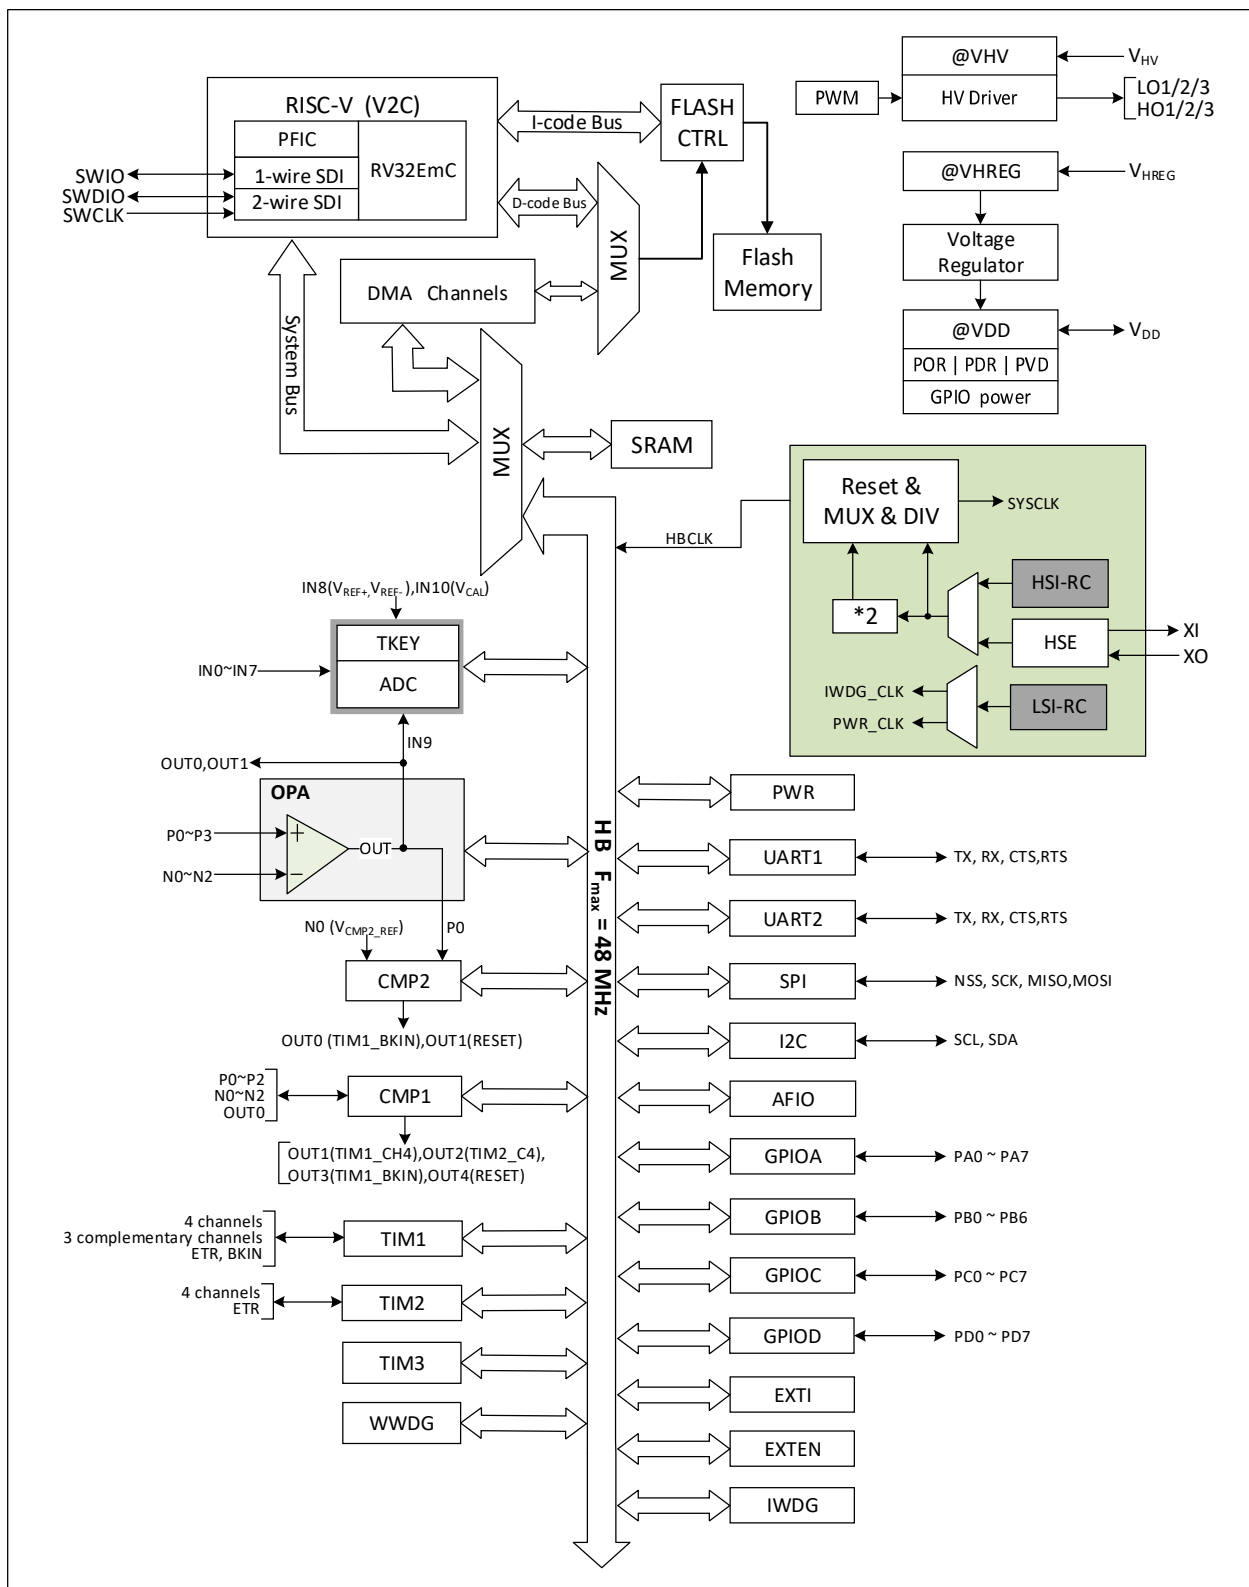 RISC-V (V2C)
PFIC
1-wire SDI
2-wire SDI
RV32EmC
SWIO
SWDIO
SWCLK
I-code Bus
D-code Bus
FLASH
CTRL
MUX
Flash
Memory
DMA Channels
System Bus
MUX
SRAM
PWM
@VHV
HV Driver
VHV
LO1/2/3
HO1/2/3
@VHREG
VHREG
Voltage
Regulator
@VDD
VDD
POR | PDR | PVD
GPIO power
Reset &
MUX & DIV
SYSCLK
HBCLK
*2
HSI-RC
HSE
XI
XO
IWDG_CLK
PWR_CLK
LSI-RC
IN8(VREF+,VREF- ),IN10(VCAL)
TKEY
ADC
IN0~IN7
IN9
OUT0,OUT1
OPA
P0~P3
N0~N2
+
−
OUT
N0 (VCMP2_REF)
P0
CMP2
OUT0 (TIM1_BKIN),OUT1(RESET)
P0~P2
N0~N2
OUT0
CMP1
OUT1(TIM1_CH4),OUT2(TIM2_C4),
OUT3(TIM1_BKIN),OUT4(RESET)
4 channels
3 complementary channels
ETR, BKIN
TIM1
4 channels
ETR
TIM2
TIM3
WWDG
HB Fmax = 48 MHz
PWR
UART1
TX, RX, CTS,RTS
UART2
TX, RX, CTS,RTS
SPI
NSS, SCK, MISO,MOSI
I2C
SCL, SDA
AFIO
GPIOA
PA0 ~ PA7
GPIOB
PB0 ~ PB6
GPIOC
PC0 ~ PC7
GPIOD
PD0 ~ PD7
EXTI
EXTEN
IWDG